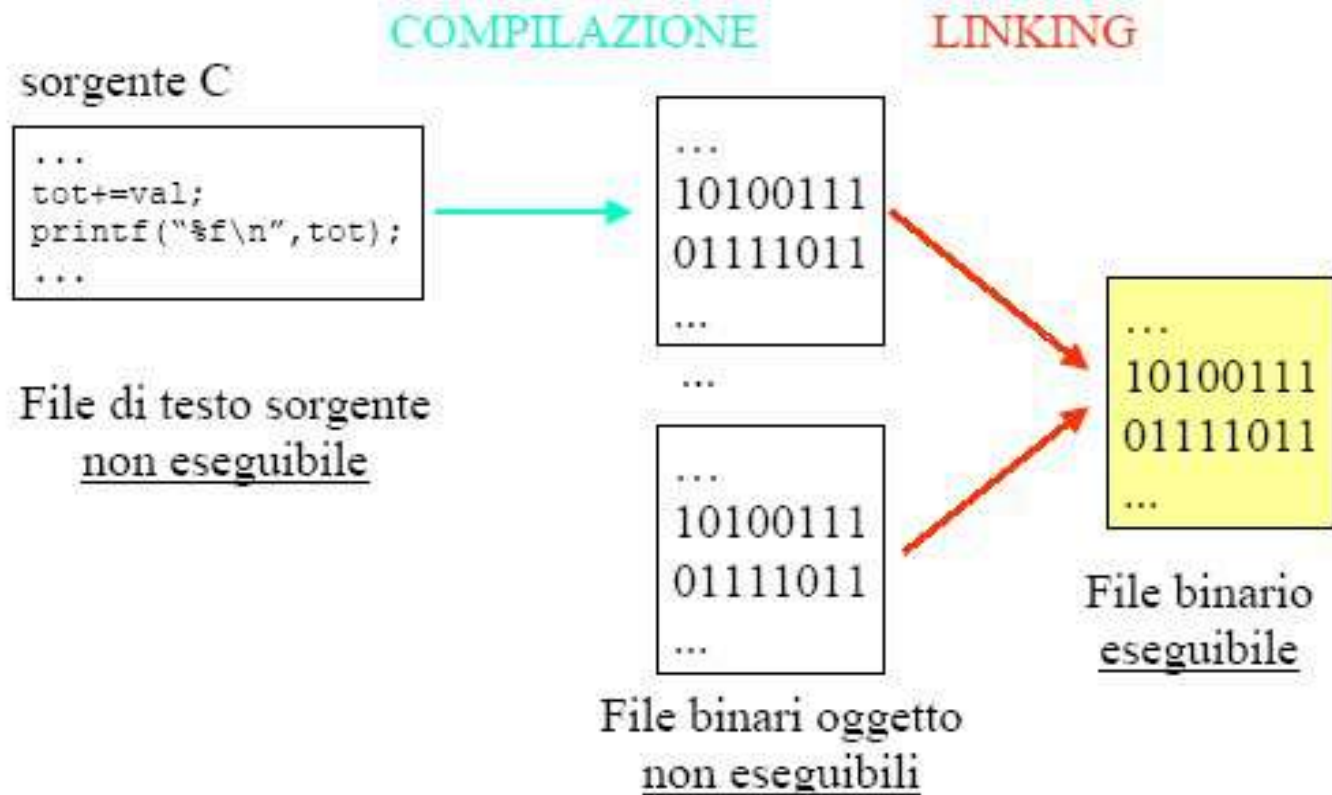 COMPILAZIONE
LINKING
sorgente C
...
tot+=val;
printf("%f\n",tot);
...
File di testo sorgente
non eseguibile
...
10100111
01111011
...
...
...
10100111
01111011
...
File binari oggetto
non eseguibili
...
10100111
01111011
...
File binario
eseguibile